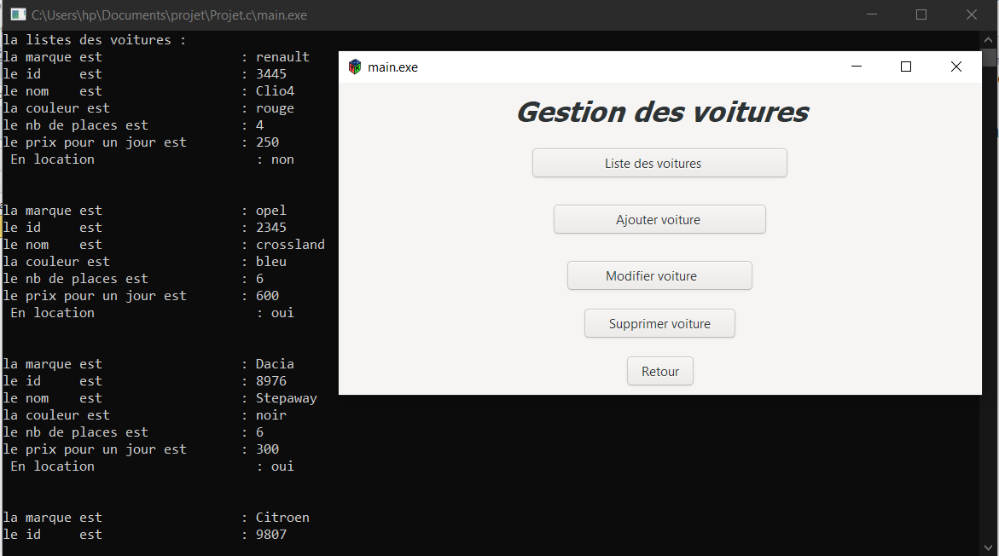 C:\Users\hp\Documents\projet\Projet.c\main.exe
la listes des voitures :
la marque est : renault
le id est : 3445
le nom est : Clio4
la couleur est : rouge
le nb de places est : 4
le prix pour un jour est : 250
En location : non
la marque est : opel
le id est : 2345
le nom est : crossland
la couleur est : bleu
le nb de places est : 6
le prix pour un jour est : 600
En location : oui
la marque est : Dacia
le id est : 8976
le nom est : Stepaway
la couleur est : noir
le nb de places est : 6
le prix pour un jour est : 300
En location : oui
la marque est : Citroen
le id est : 9807
main.exe
Gestion des voitures
Liste des voitures
Ajouter voiture
Modifier voiture
Supprimer voiture
Retour